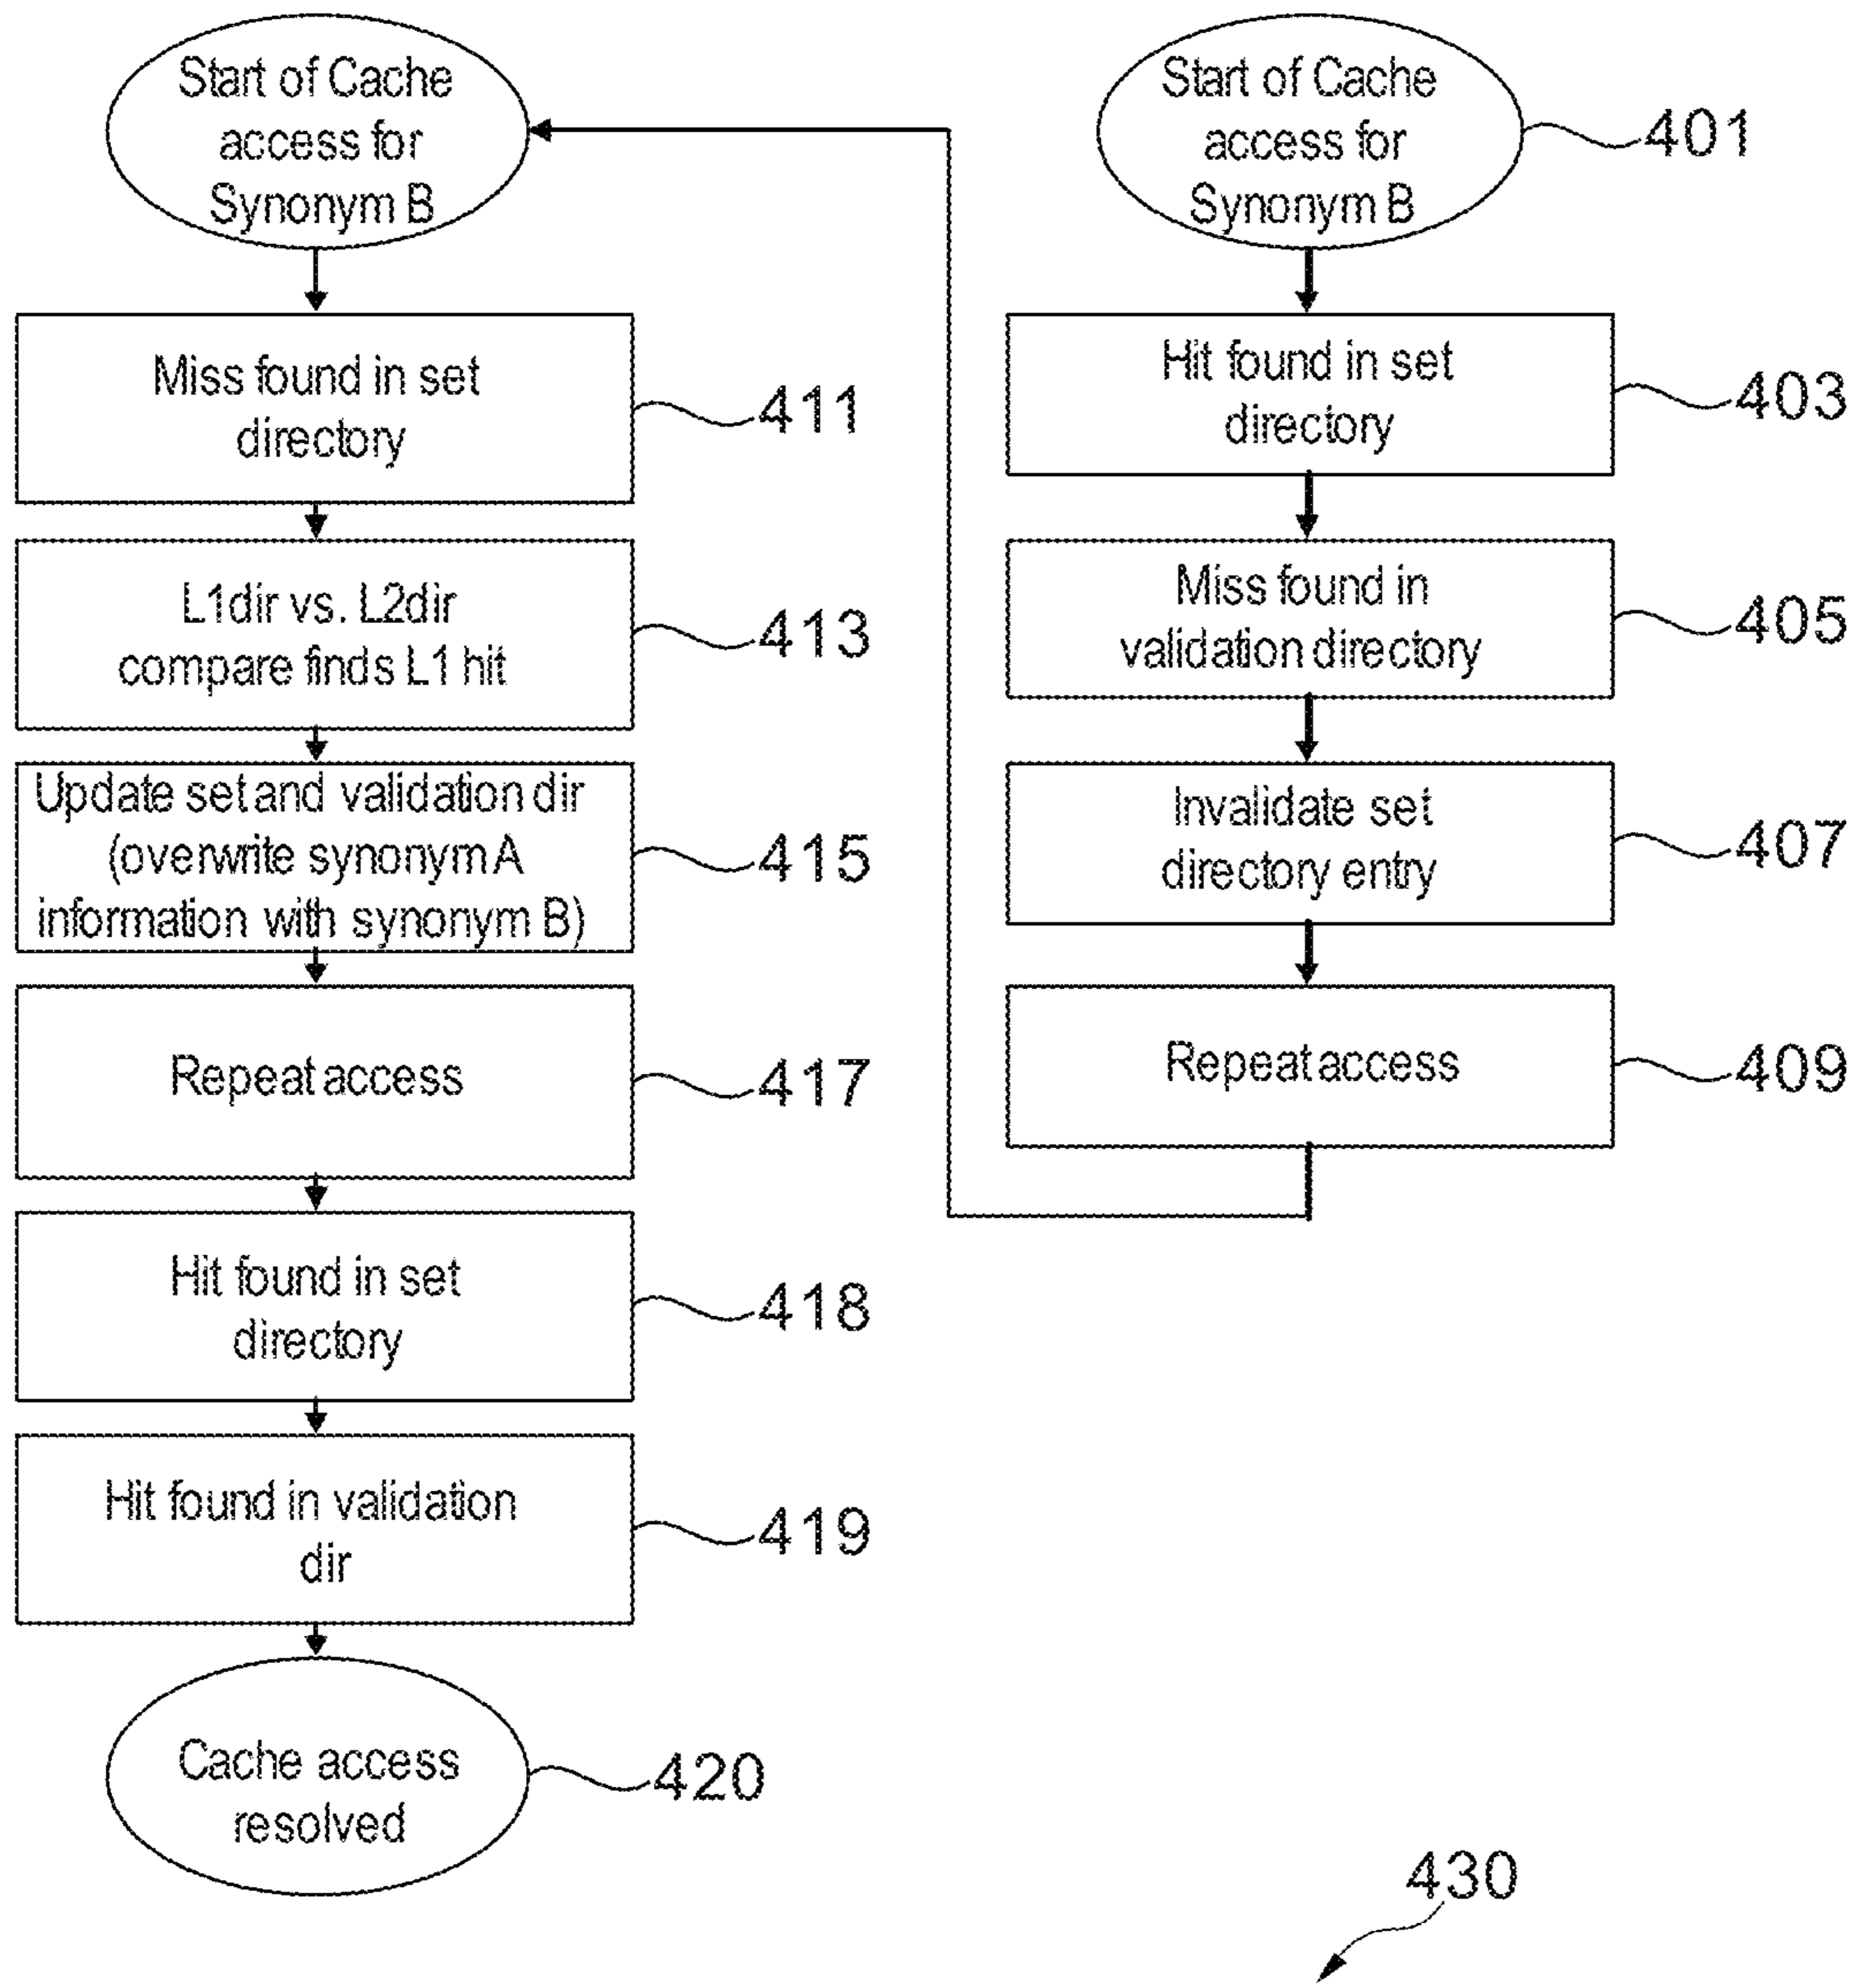 Start of Cache
access for
Synonym B
Miss found in set
directory
411
L1dir vs. L2dir
compare finds L1 hit
413
Update set and validation dir
(overwrite synonym A
information with synonym B)
415
Repeat access
417
Hit found in set
directory
418
Hit found in validation
dir
419
Cache access
resolved
420
Start of Cache
access for
Synonym B
401
Hit found in set
directory
403
Miss found in
validation directory
405
Invalidate set
directory entry
407
Repeat access
409
430